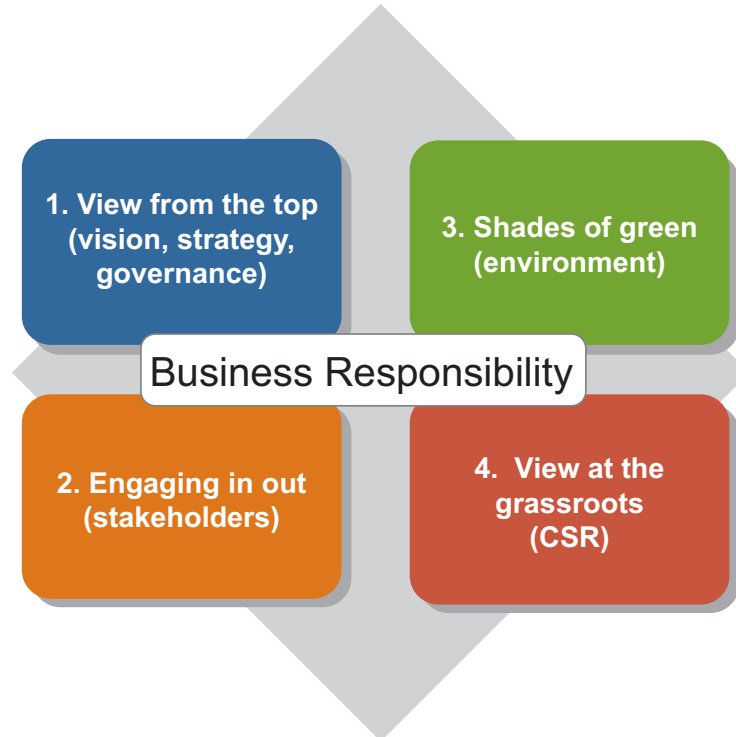 1. View from the top
(vision, strategy,
governance)
3. Shades of green
(environment)
Business Responsibility
2. Engaging in out
(stakeholders)
4. View at the
grassroots
(CSR)